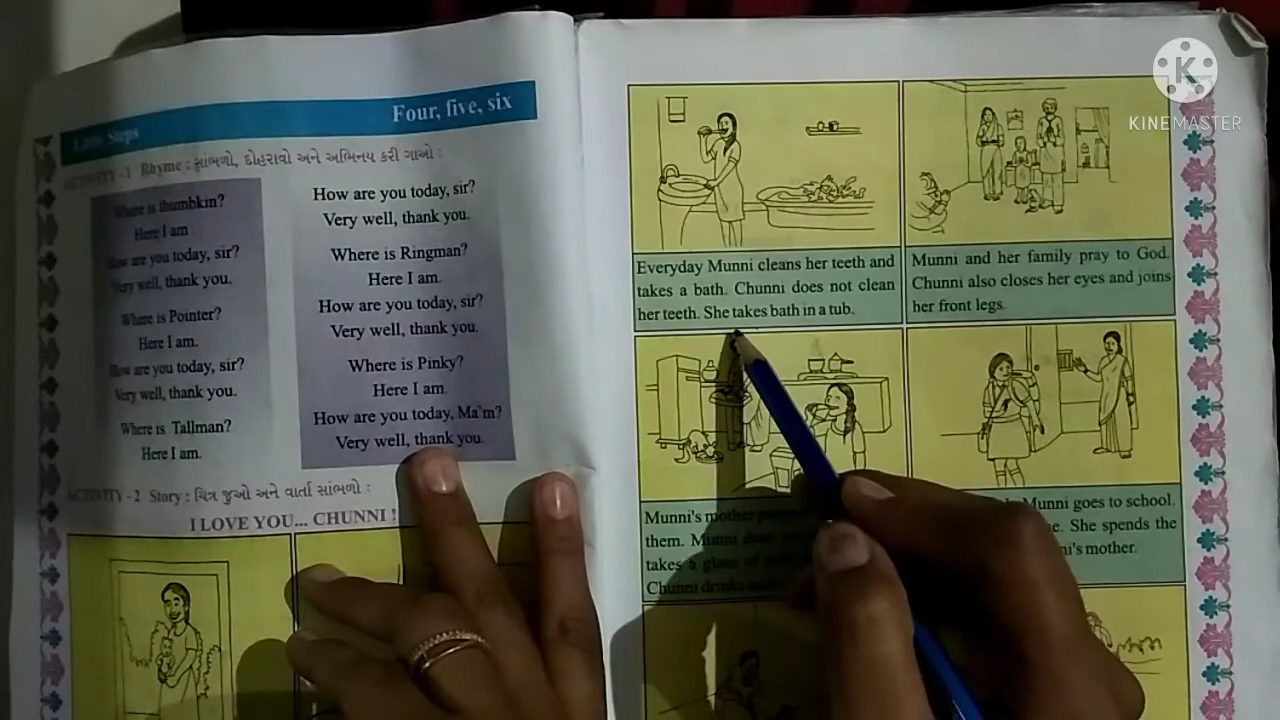 Little Steps
Four, five, six
ACTIVITY - 1 Rhyme : સાંભળો, દોહરાવો અને અભિનય કરી ગાઓ :
Where is thumbkin?
Here I am
How are you today, sir?
Very well, thank you.
Where is Pointer?
Here I am.
How are you today, sir?
Very well, thank you.
Where is Tallman?
Here I am.
How are you today, sir?
Very well, thank you.
Where is Ringman?
Here I am.
How are you today, sir?
Very well, thank you.
Where is Pinky?
Here I am.
How are you today, Ma'm?
Very well, thank you.
ACTIVITY - 2 Story : ચિત્ર જુઓ અને વાર્તા સાંભળો :
I LOVE YOU... CHUNNI !
Everyday Munni cleans her teeth and
takes a bath. Chunni does not clean
her teeth. She takes bath in a tub.
Munni and her family pray to God.
Chunni also closes her eyes and joins
her front legs.
Munni's mother
them. Munni
takes a glass of
Chunni drinks
Munni goes to school.
She spends the
mother.
KINEMASTER